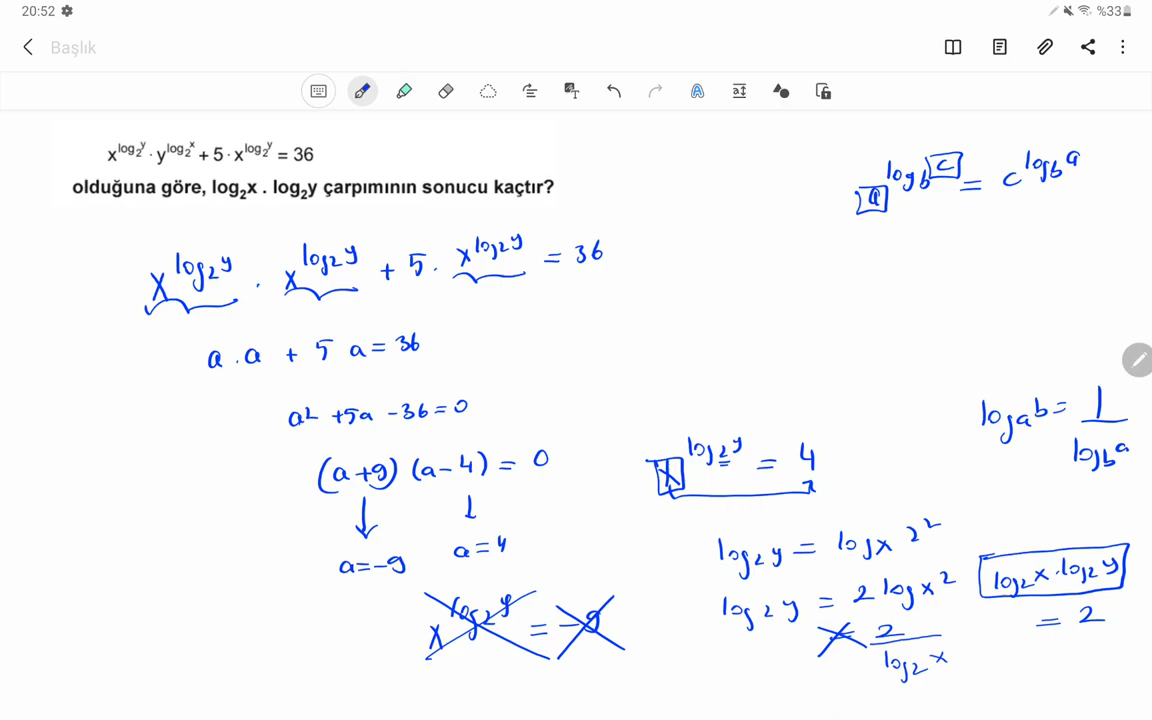 20:52 %33
Başlık
x^log₂y · y^log₂x + 5 · x^log₂y = 36
olduğuna göre, log₂x . log₂y çarpımının sonucu kaçtır?
a^log_b c = c^log_b a
x^log₂y · x^log₂y + 5 · x^log₂y = 36
a . a + 5 a = 36
a² + 5a - 36 = 0
(a+9) (a-4) = 0
a=-9 a=4
x^log₂y = -9
x^log₂y = 4
log₂y = log_x 2²
log₂y = 2 log_x 2
= 2/log₂x
log_a b = 1/log_b a
log₂x . log₂y
= 2